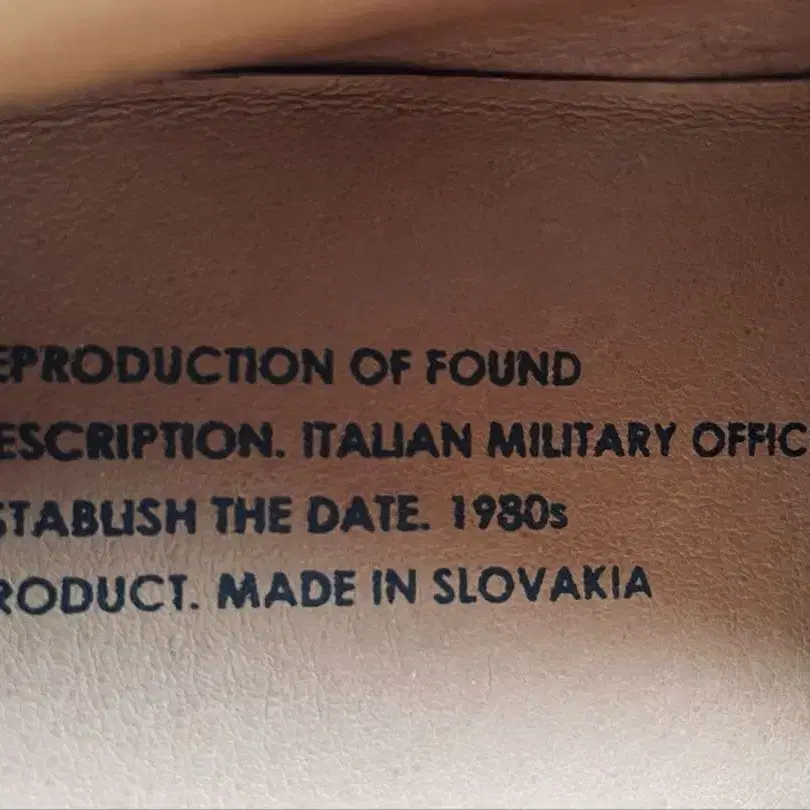 EPRODUCTION OF FOUND
ESCRIPTION. ITALIAN MILITARY OFFIC
STABLISH THE DATE. 1980s
RODUCT. MADE IN SLOVAKIA